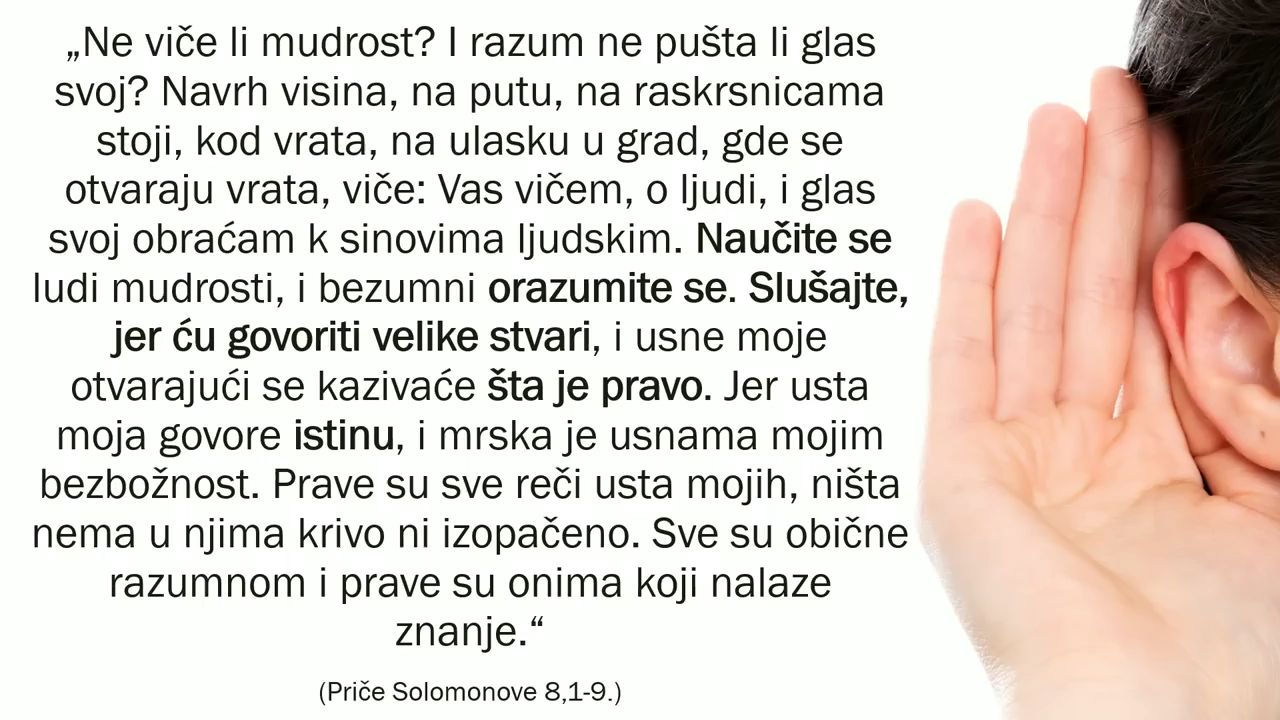 „Ne viče li mudrost? I razum ne pušta li glas
svoj? Navrh visina, na putu, na raskrsnicama
stoji, kod vrata, na ulasku u grad, gde se
otvaraju vrata, viče: Vas vičem, o ljudi, i glas
svoj obraćam k sinovima ljudskim. Naučite se
ludi mudrosti, i bezumni orazumite se. Slušajte,
jer ću govoriti velike stvari, i usne moje
otvarajući se kazivaće šta je pravo. Jer usta
moja govore istinu, i mrska je usnama mojim
bezbožnost. Prave su sve reči usta mojih, ništa
nema u njima krivo ni izopačeno. Sve su obične
razumnom i prave su onima koji nalaze
znanje.“
(Priče Solomonove 8,1-9.)